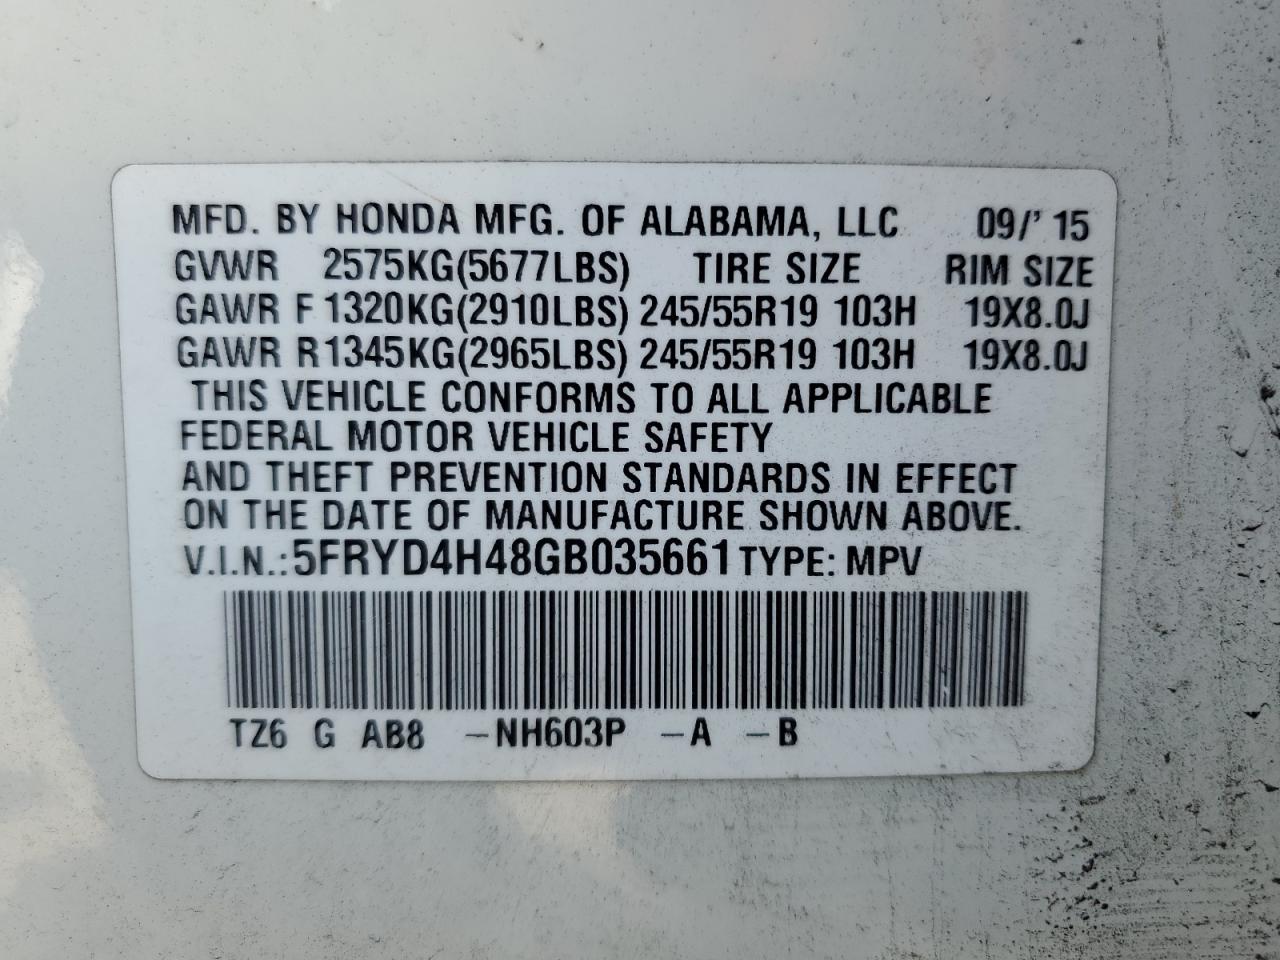 MFD. BY HONDA MFG. OF ALABAMA, LLC 09/' 15
GVWR 2575KG(5677LBS) TIRE SIZE RIM SIZE
GAWR F 1320KG(2910LBS) 245/55R19 103H 19X8.0J
GAWR R 1345KG(2965LBS) 245/55R19 103H 19X8.0J
THIS VEHICLE CONFORMS TO ALL APPLICABLE
FEDERAL MOTOR VEHICLE SAFETY
AND THEFT PREVENTION STANDARDS IN EFFECT
ON THE DATE OF MANUFACTURE SHOWN ABOVE.
V.I.N.: 5FRYD4H48GB035661 TYPE: MPV
TZ6 G AB8 -NH603P -A -B